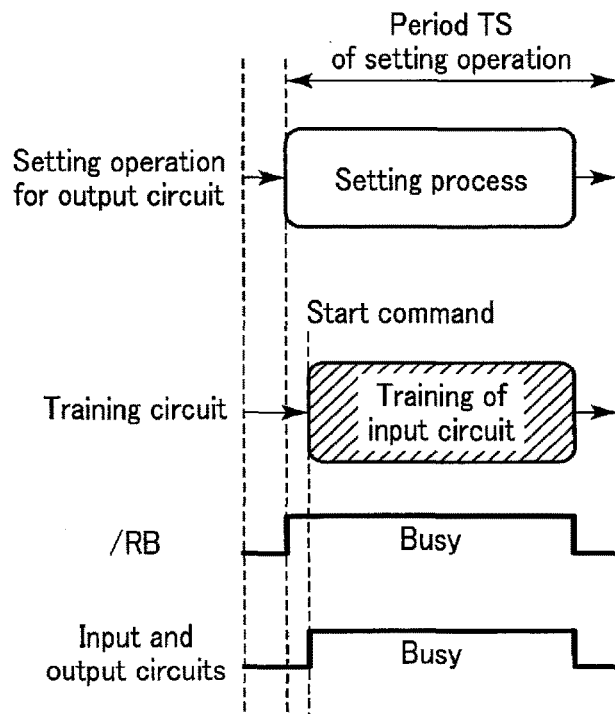 Period TS
of setting operation
Setting operation
for output circuit
Setting process
Start command
Training circuit
Training of
input circuit
/RB
Busy
Input and
output circuits
Busy